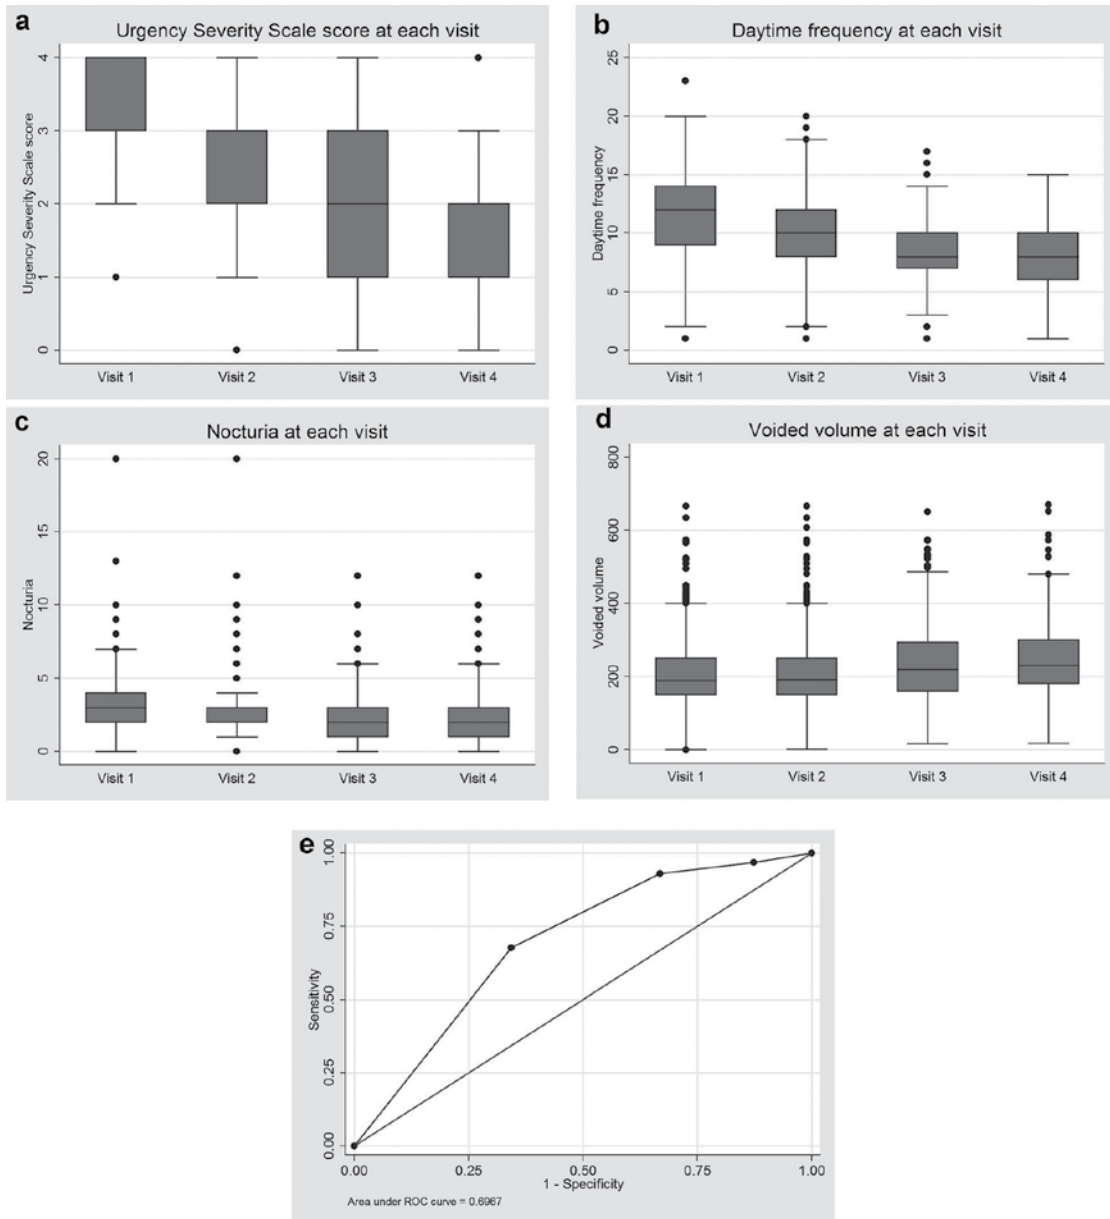 a
Urgency Severity Scale score at each visit
Urgency Severity Scale score
4
3
2
1
0
Visit 1 Visit 2 Visit 3 Visit 4
b
Daytime frequency at each visit
Daytime frequency
25
20
15
10
5
0
Visit 1 Visit 2 Visit 3 Visit 4
c
Nocturia at each visit
Nocturia
20
15
10
5
0
Visit 1 Visit 2 Visit 3 Visit 4
d
Voided volume at each visit
Voided volume
800
600
400
200
0
Visit 1 Visit 2 Visit 3 Visit 4
e
Sensitivity
1.00
0.75
0.50
0.25
0.00
0.00 0.25 0.50 0.75 1.00
1 - Specificity
Area under ROC curve = 0.6967